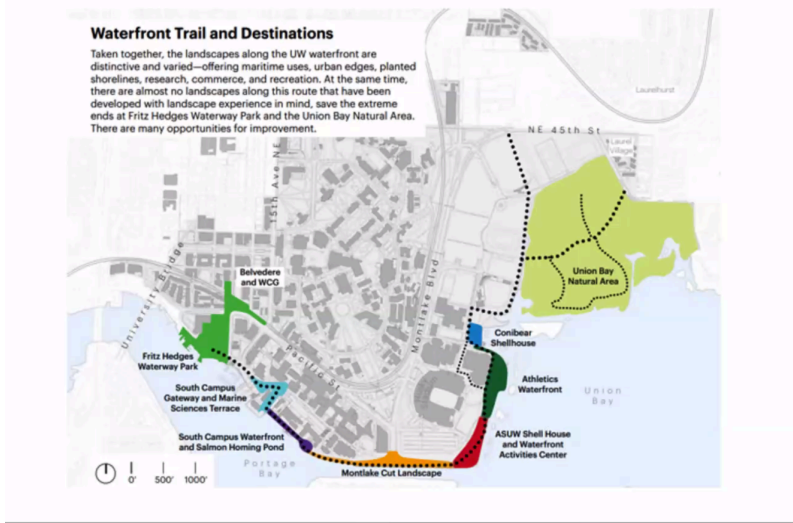 Waterfront Trail and Destinations
Taken together, the landscapes along the UW waterfront are
distinctive and varied—offering maritime uses, urban edges, planted
shorelines, research, commerce, and recreation. At the same time,
there are almost no landscapes along this route that have been
developed with landscape experience in mind, save the extreme
ends at Fritz Hedges Waterway Park and the Union Bay Natural Area.
There are many opportunities for improvement.
Laurelhurst
NE 45th St
Laurel
Village
15th Ave NE
University Bridge
Belvedere
and WCG
Montlake Blvd
Union Bay
Natural Area
Pacific St
Conibear
Shellhouse
Fritz Hedges
Waterway Park
South Campus
Gateway and Marine
Sciences Terrace
Athletics
Waterfront
Union
Bay
South Campus Waterfront
and Salmon Homing Pond
ASUW Shell House
and Waterfront
Activities Center
Portage
Bay
Montlake Cut Landscape
0' 500' 1000'